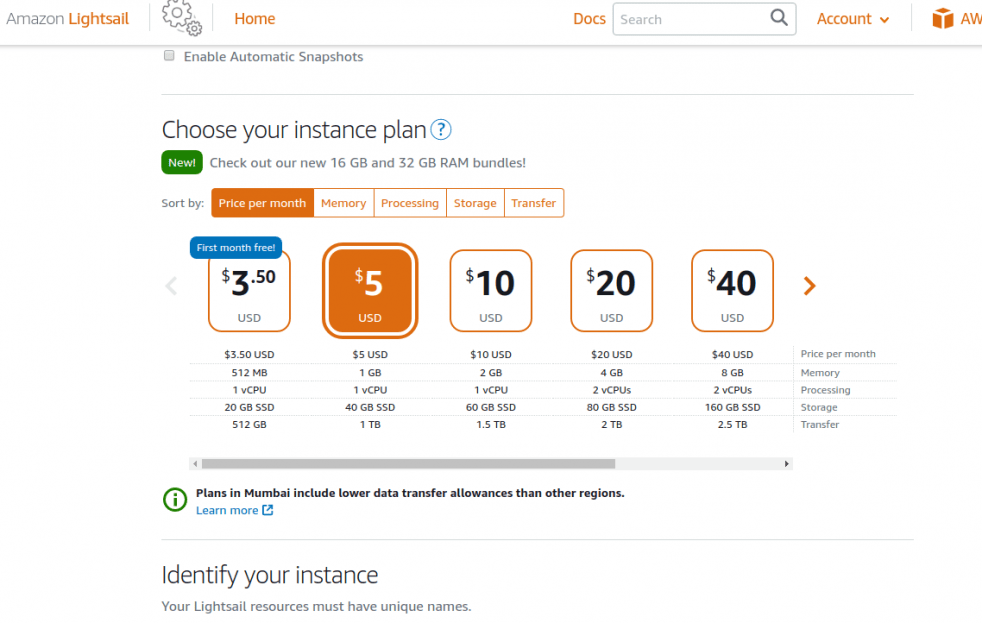 Amazon Lightsail Home Docs Search Account AW
Enable Automatic Snapshots
Choose your instance plan ?
New! Check out our new 16 GB and 32 GB RAM bundles!
Sort by: Price per month Memory Processing Storage Transfer
First month free!
$3.50 $5 $10 $20 $40
USD USD USD USD USD
$3.50 USD $5 USD $10 USD $20 USD $40 USD Price per month
512 MB 1 GB 2 GB 4 GB 8 GB Memory
1 vCPU 1 vCPU 1 vCPU 2 vCPUs 2 vCPUs Processing
20 GB SSD 40 GB SSD 60 GB SSD 80 GB SSD 160 GB SSD Storage
512 GB 1 TB 1.5 TB 2 TB 2.5 TB Transfer
Plans in Mumbai include lower data transfer allowances than other regions.
Learn more
Identify your instance
Your Lightsail resources must have unique names.